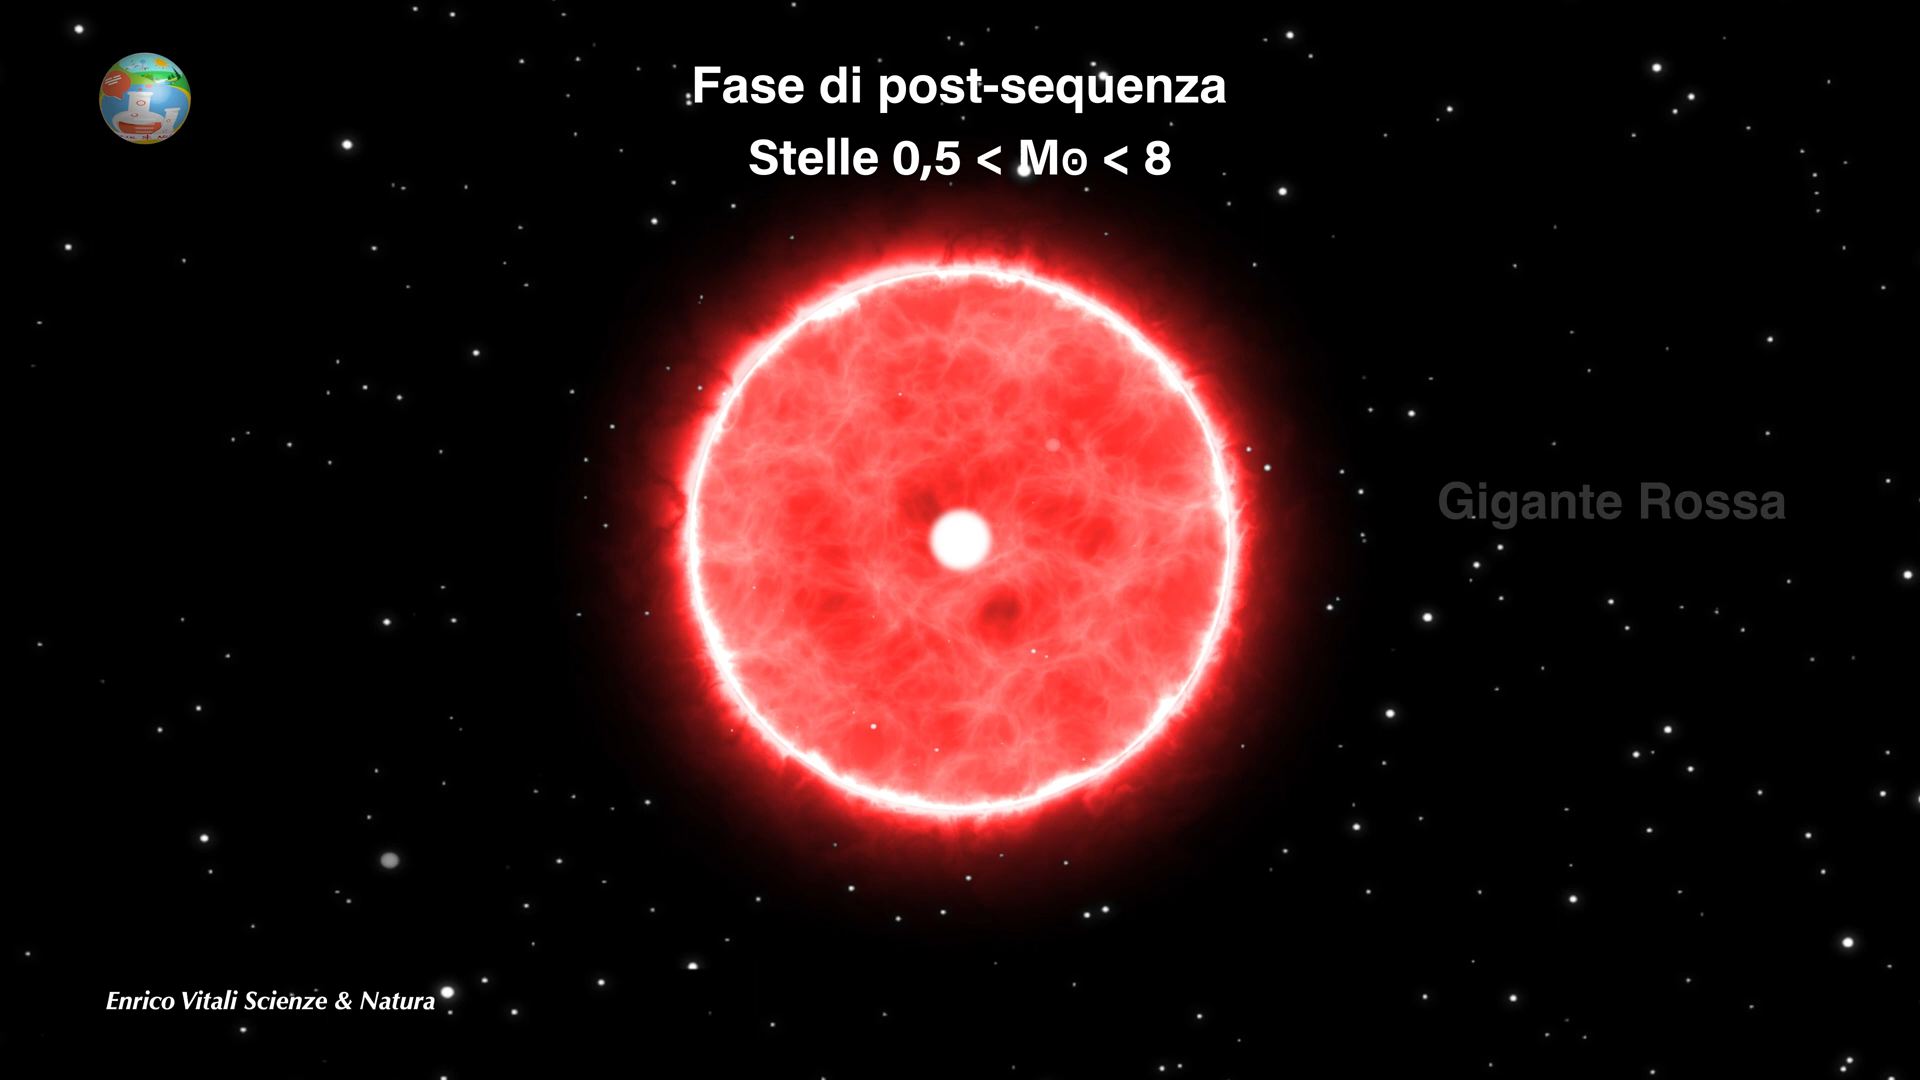 Fase di post-sequenza
Stelle 0,5 < M⊙ < 8
Gigante Rossa
Enrico Vitali Scienze & Natura